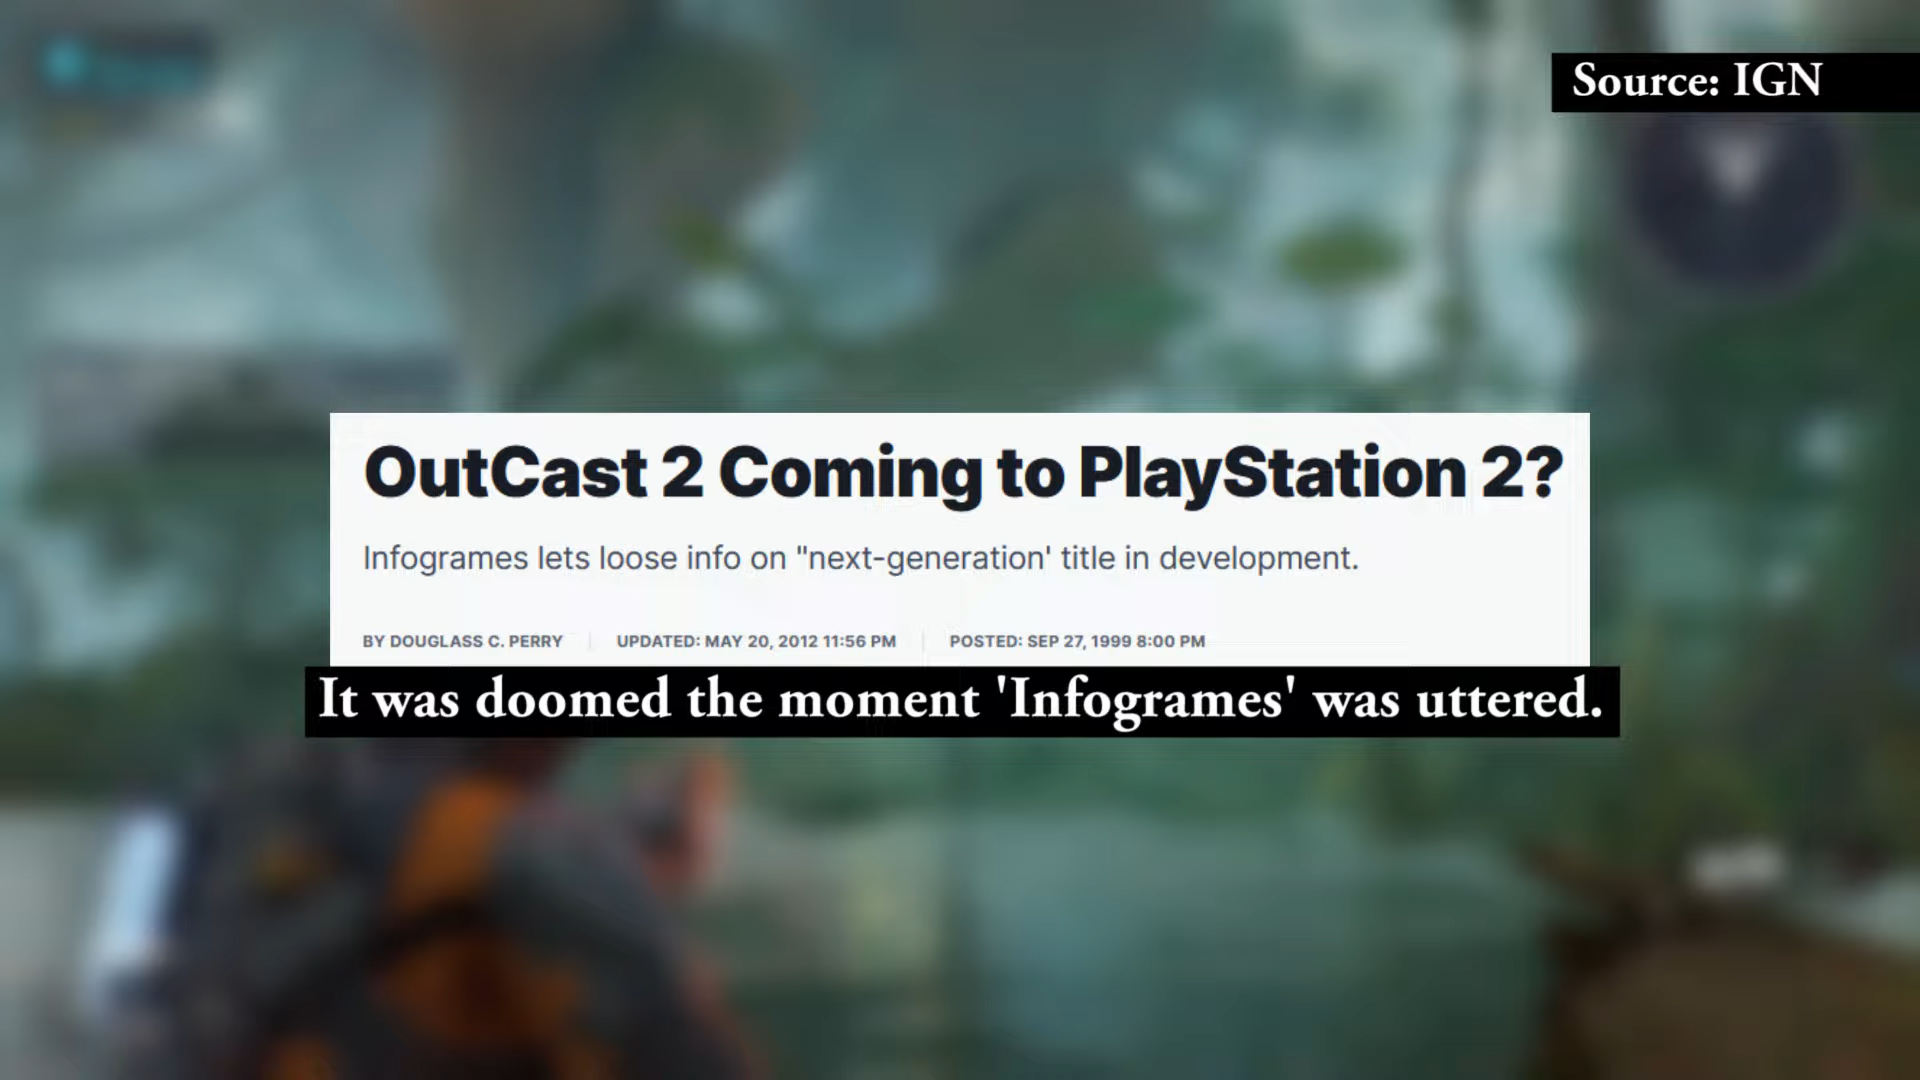 Source: IGN
OutCast 2 Coming to PlayStation 2?
Infogrames lets loose info on "next-generation' title in development.
BY DOUGLASS C. PERRY | UPDATED: MAY 20, 2012 11:56 PM | POSTED: SEP 27, 1999 8:00 PM
It was doomed the moment 'Infogrames' was uttered.